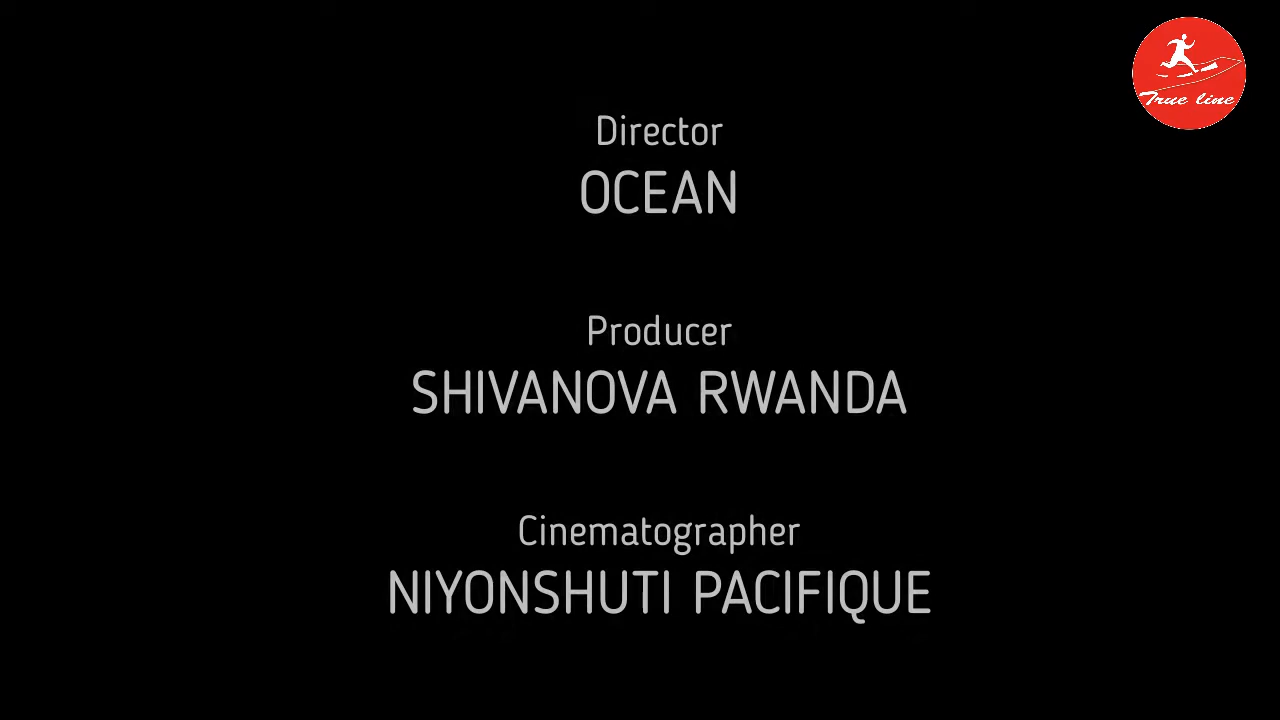 True line
Director
OCEAN
Producer
SHIVANOVA RWANDA
Cinematographer
NIYONSHUTI PACIFIQUE